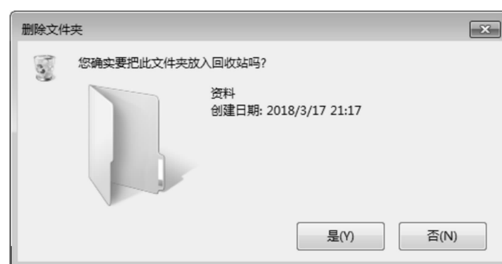 删除文件夹
您确实要把此文件夹放入回收站吗?
资料
创建日期: 2018/3/17 21:17
是(Y)
否(N)